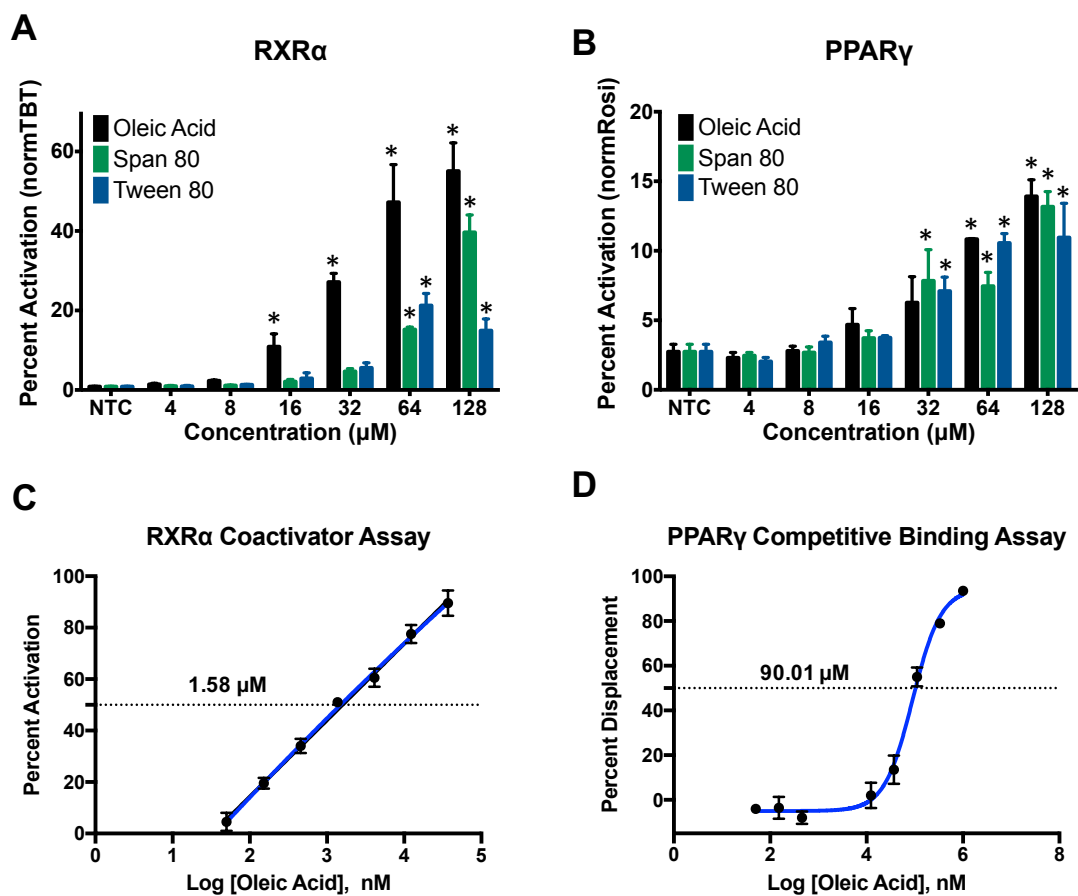 A
RXRα
Percent Activation (normTBT)
60
40
20
0
Oleic Acid
Span 80
Tween 80
* * * * * * * *
NTC 4 8 16 32 64 128
Concentration (µM)
B
PPARγ
Percent Activation (normRosi)
20
15
10
5
0
Oleic Acid
Span 80
Tween 80
* * * * * * * *
NTC 4 8 16 32 64 128
Concentration (µM)
C
RXRα Coactivator Assay
Percent Activation
100
80
60
40
20
0
1.58 µM
0 1 2 3 4 5
Log [Oleic Acid], nM
D
PPARγ Competitive Binding Assay
Percent Displacement
100
80
60
40
20
0
90.01 µM
0 2 4 6 8
Log [Oleic Acid], nM